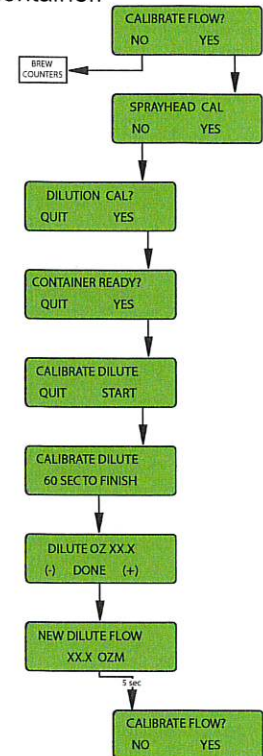 CALIBRATE FLOW?
NO YES
BREW
COUNTERS
SPRAYHEAD CAL
NO YES
DILUTION CAL?
QUIT YES
CONTAINER READY?
QUIT YES
CALIBRATE DILUTE
QUIT START
CALIBRATE DILUTE
60 SEC TO FINISH
DILUTE OZ XX.X
(-) DONE (+)
NEW DILUTE FLOW
XX.X OZM
5 sec
CALIBRATE FLOW?
NO YES